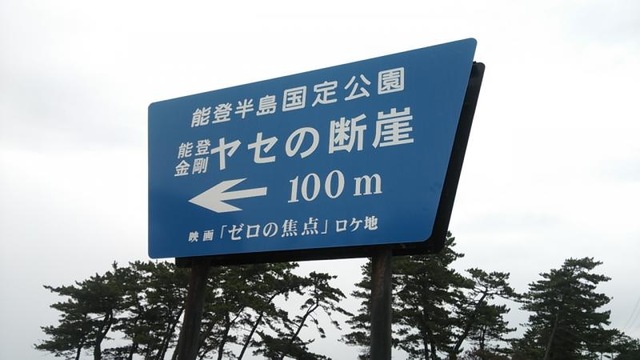 能登半島国定公園
能登金剛 ヤセの断崖
100m
映画「ゼロの焦点」ロケ地